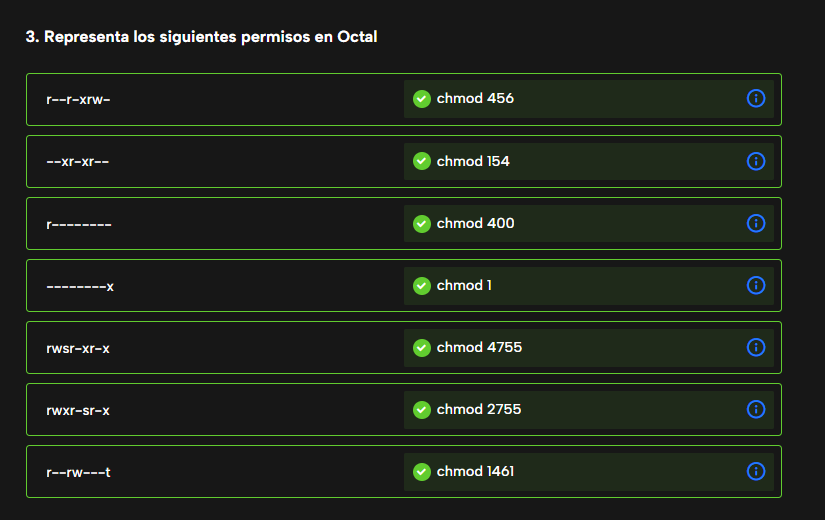 3. Representa los siguientes permisos en Octal
r--r-xrw-
chmod 456
--xr-xr--
chmod 154
r--------
chmod 400
--------x
chmod 1
rwsr-xr-x
chmod 4755
rwxr-sr-x
chmod 2755
r--rw---t
chmod 1461